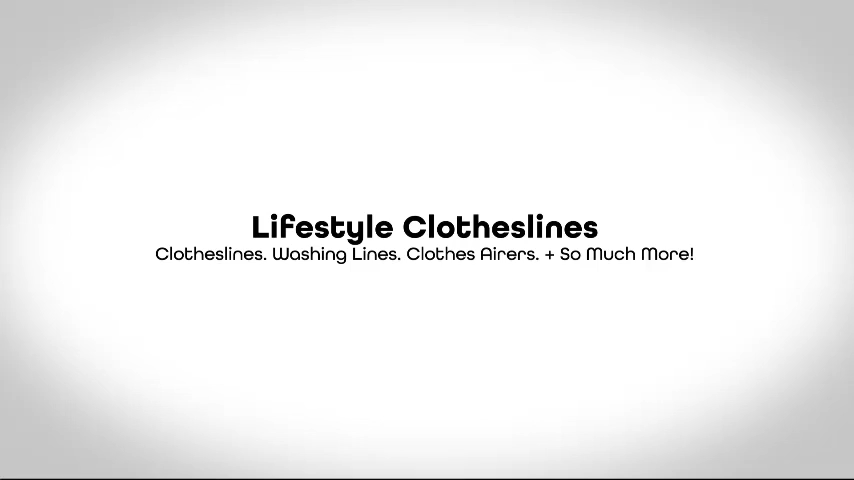 Lifestyle Clotheslines
Clotheslines. Washing Lines. Clothes Airers. + So Much More!